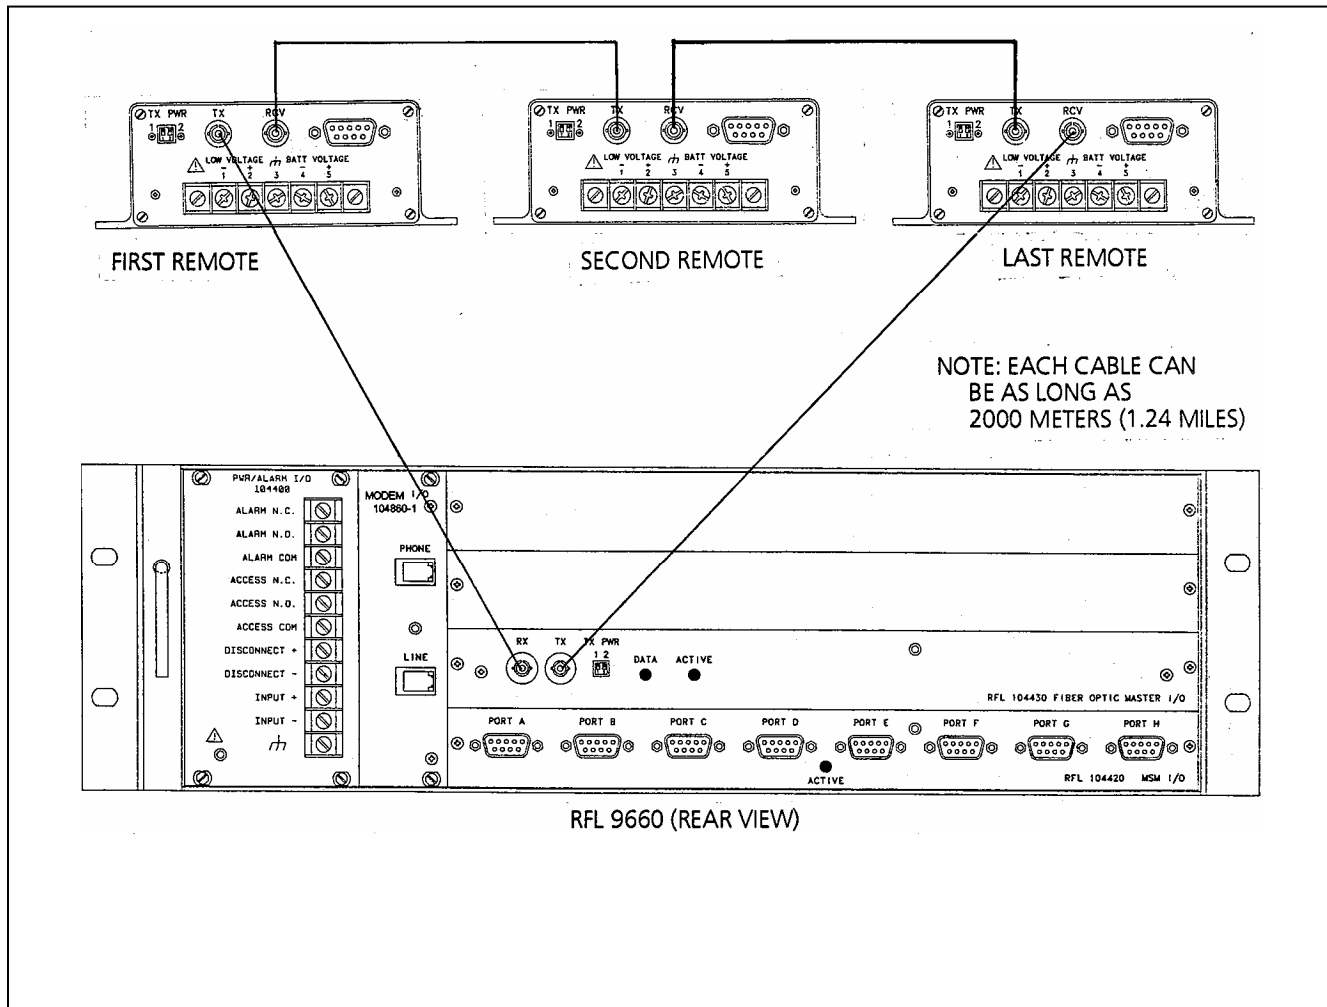 TX PWR TX RCV
1 2
LOW VOLTAGE BATT VOLTAGE
- + - +
1 2 3 4 5
FIRST REMOTE
TX PWR TX RCV
1 2
LOW VOLTAGE BATT VOLTAGE
- + - +
1 2 3 4 5
SECOND REMOTE
TX PWR TX RCV
1 2
LOW VOLTAGE BATT VOLTAGE
- + - +
1 2 3 4 5
LAST REMOTE
NOTE: EACH CABLE CAN
BE AS LONG AS
2000 METERS (1.24 MILES)
PWR/ALARM I/O
104400
ALARM N.C.
ALARM N.O.
ALARM COM
ACCESS N.C.
ACCESS N.O.
ACCESS COM
DISCONNECT +
DISCONNECT -
INPUT +
INPUT -
MODEM I/O
104860-1
PHONE
LINE
RX TX TX PWR
1 2
DATA ACTIVE
RFL 104430 FIBER OPTIC MASTER I/O
PORT A PORT B PORT C PORT D PORT E PORT F PORT G PORT H
ACTIVE
RFL 104420 MSM I/O
RFL 9660 (REAR VIEW)